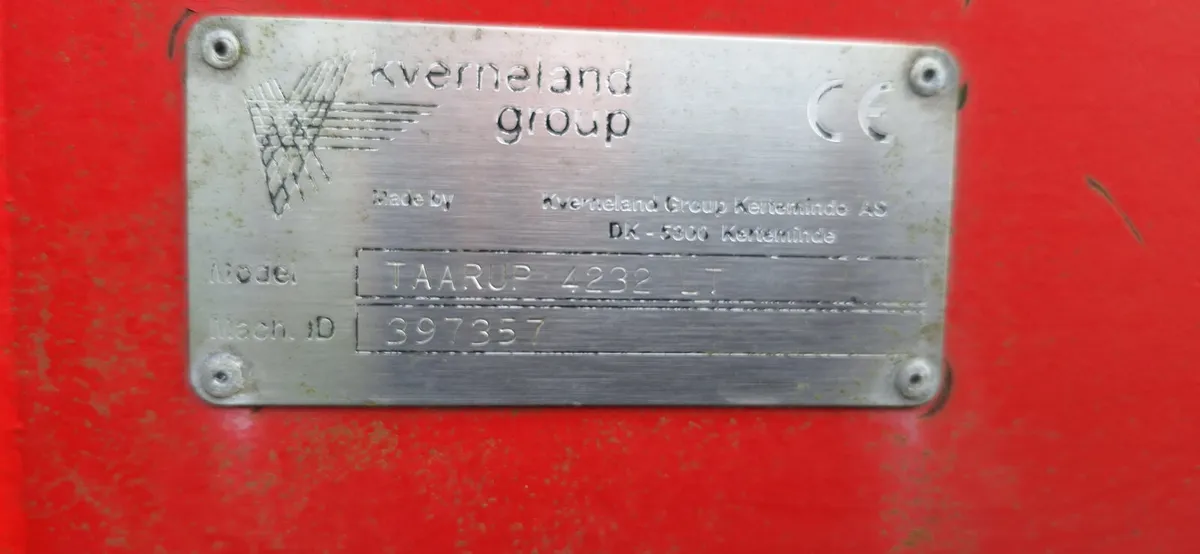 kverneland
group
CE
Made by Kverneland Group Kerteminde AS
DK - 5300 Kerteminde
Model TAARUP 4232 LT
Mach. ID 397357